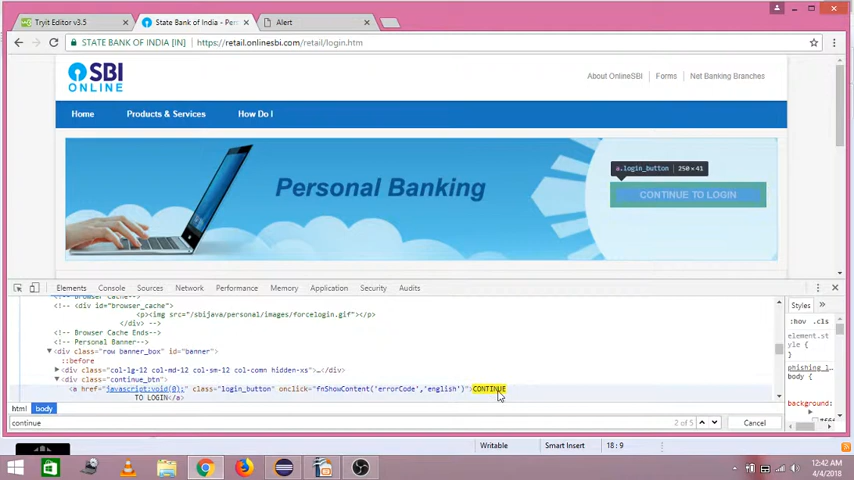 Tryit Editor v3.5 ×
State Bank of India - Per ×
Alert ×
STATE BANK OF INDIA [IN]
https://retail.onlinesbi.com/retail/login.htm
SBI
ONLINE
About OnlineSBI | Forms | Net Banking Branches
Home Products & Services How Do I
Personal Banking
a.login_button | 250 × 41
CONTINUE TO LOGIN
Elements Console Sources Network Performance Memory Application Security Audits
<!-- Browser Cache-->
<!-- <div id="browser_cache">
<p><img src="/sbijava/personal/images/forcelogin.gif"></p>
</div> -->
<!-- Browser Cache Ends-->
<!-- Personal Banner-->
<div class="row banner_box" id="banner">
::before
<div class="col-lg-12 col-md-12 col-sm-12 col-comn hidden-xs">…</div>
<div class="continue_btn">
<a href="javascript:void(0);" class="login_button" onclick="fnShowContent('errorCode','english')">CONTINUE
TO LOGIN</a>
html body
continue
2 of 5
Cancel
Styles »
:hov .cls
element.st
yle {
}
phishing_l…
body {
background:
Writable
Smart Insert
18 : 9
12:42 AM
4/4/2018